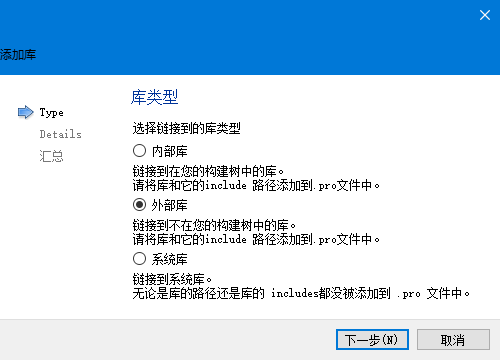 添加库
Type
Details
汇总
库类型
选择链接到的库类型
内部库
链接到在您的构建树中的库。
请将库和它的include 路径添加到.pro文件中。
外部库
链接到不在您的构建树中的库。
请将库和它的include 路径添加到.pro文件中。
系统库
链接到系统库。
无论是库的路径还是库的 includes都没被添加到 .pro 文件中。
下一步(N)
取消